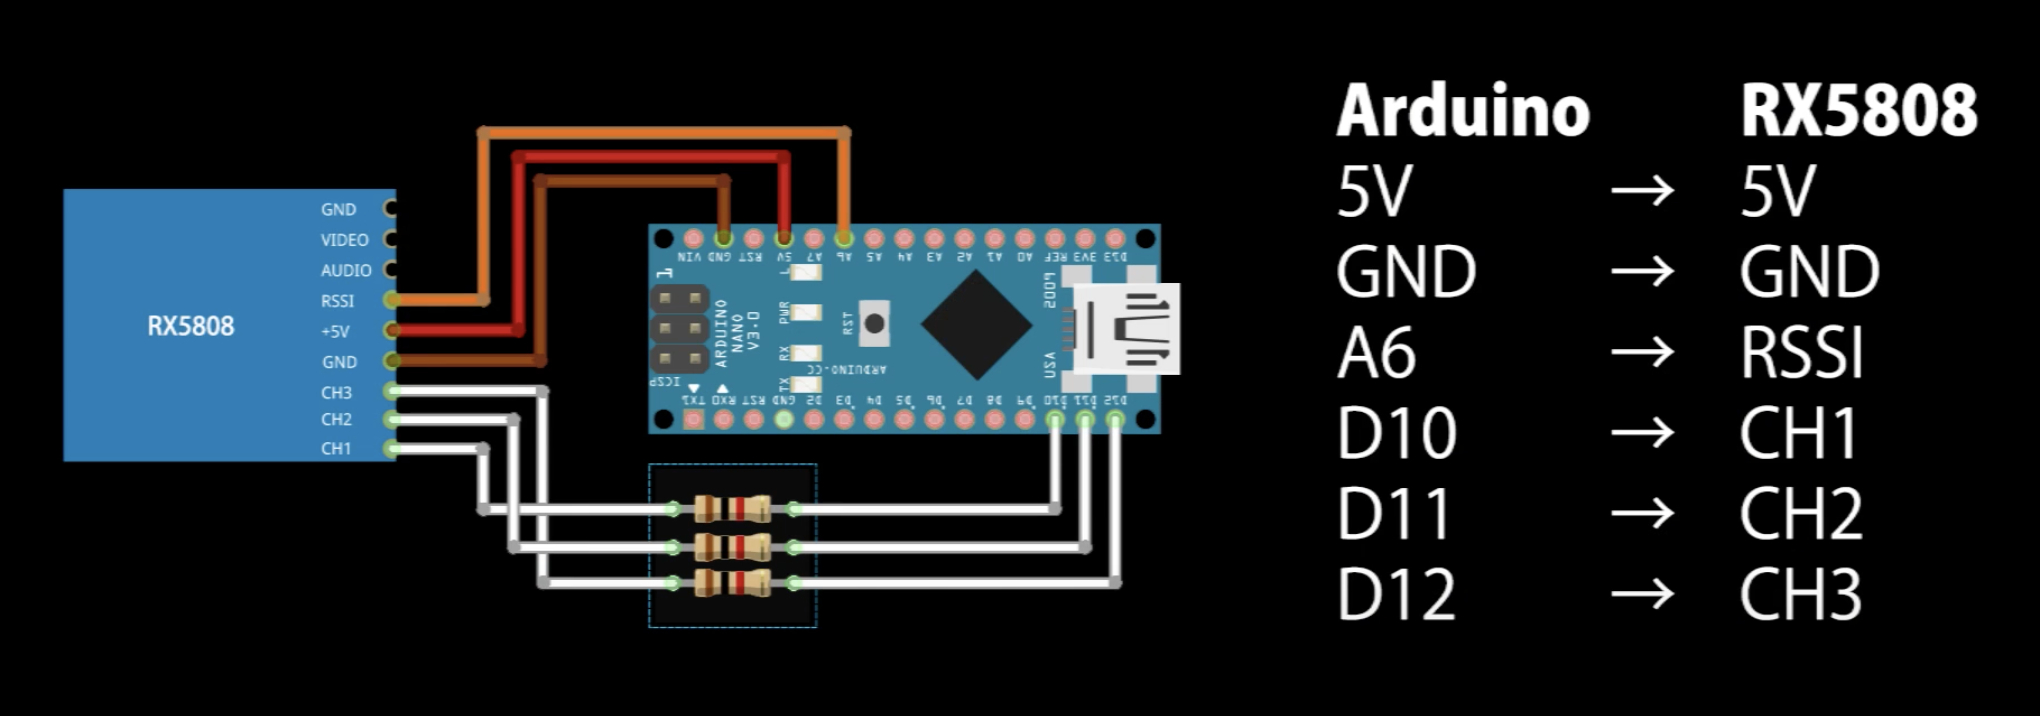 GND
VIDEO
AUDIO
RSSI
+5V
GND
CH3
CH2
CH1
RX5808
VIN GND RST 5V A7 A6 A5 A4 A3 A2 A1 A0 REF 3V3 D13
L
PWR
RX
TX
RST
1
ICSP
ARDUINO
NANO
V3.0
ARDUINO.CC
2009
USA
TX1 RX0 RST GND D2 D3 D4 D5 D6 D7 D8 D9 D10 D11 D12
Arduino RX5808
5V → 5V
GND → GND
A6 → RSSI
D10 → CH1
D11 → CH2
D12 → CH3